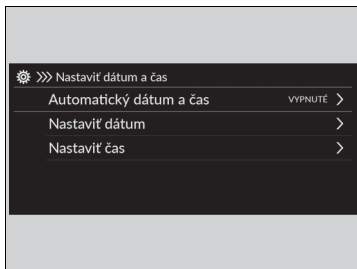 Nastaviť dátum a čas
Automatický dátum a čas VYPNUTÉ
Nastaviť dátum
Nastaviť čas